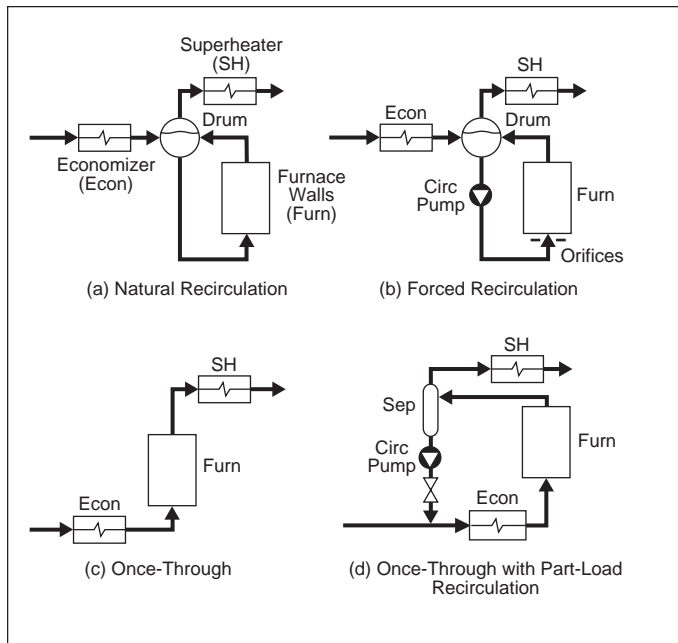 Superheater
(SH)
Drum
Economizer
(Econ)
Furnace
Walls
(Furn)
(a) Natural Recirculation
SH
Econ
Drum
Circ
Pump
Furn
Orifices
(b) Forced Recirculation
SH
Furn
Econ
(c) Once-Through
SH
Sep
Circ
Pump
Furn
Econ
(d) Once-Through with Part-Load
Recirculation